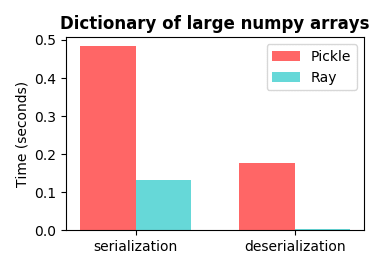 Dictionary of large numpy arrays
Pickle
Ray
Time (seconds)
0.5
0.4
0.3
0.2
0.1
0.0
serialization
deserialization